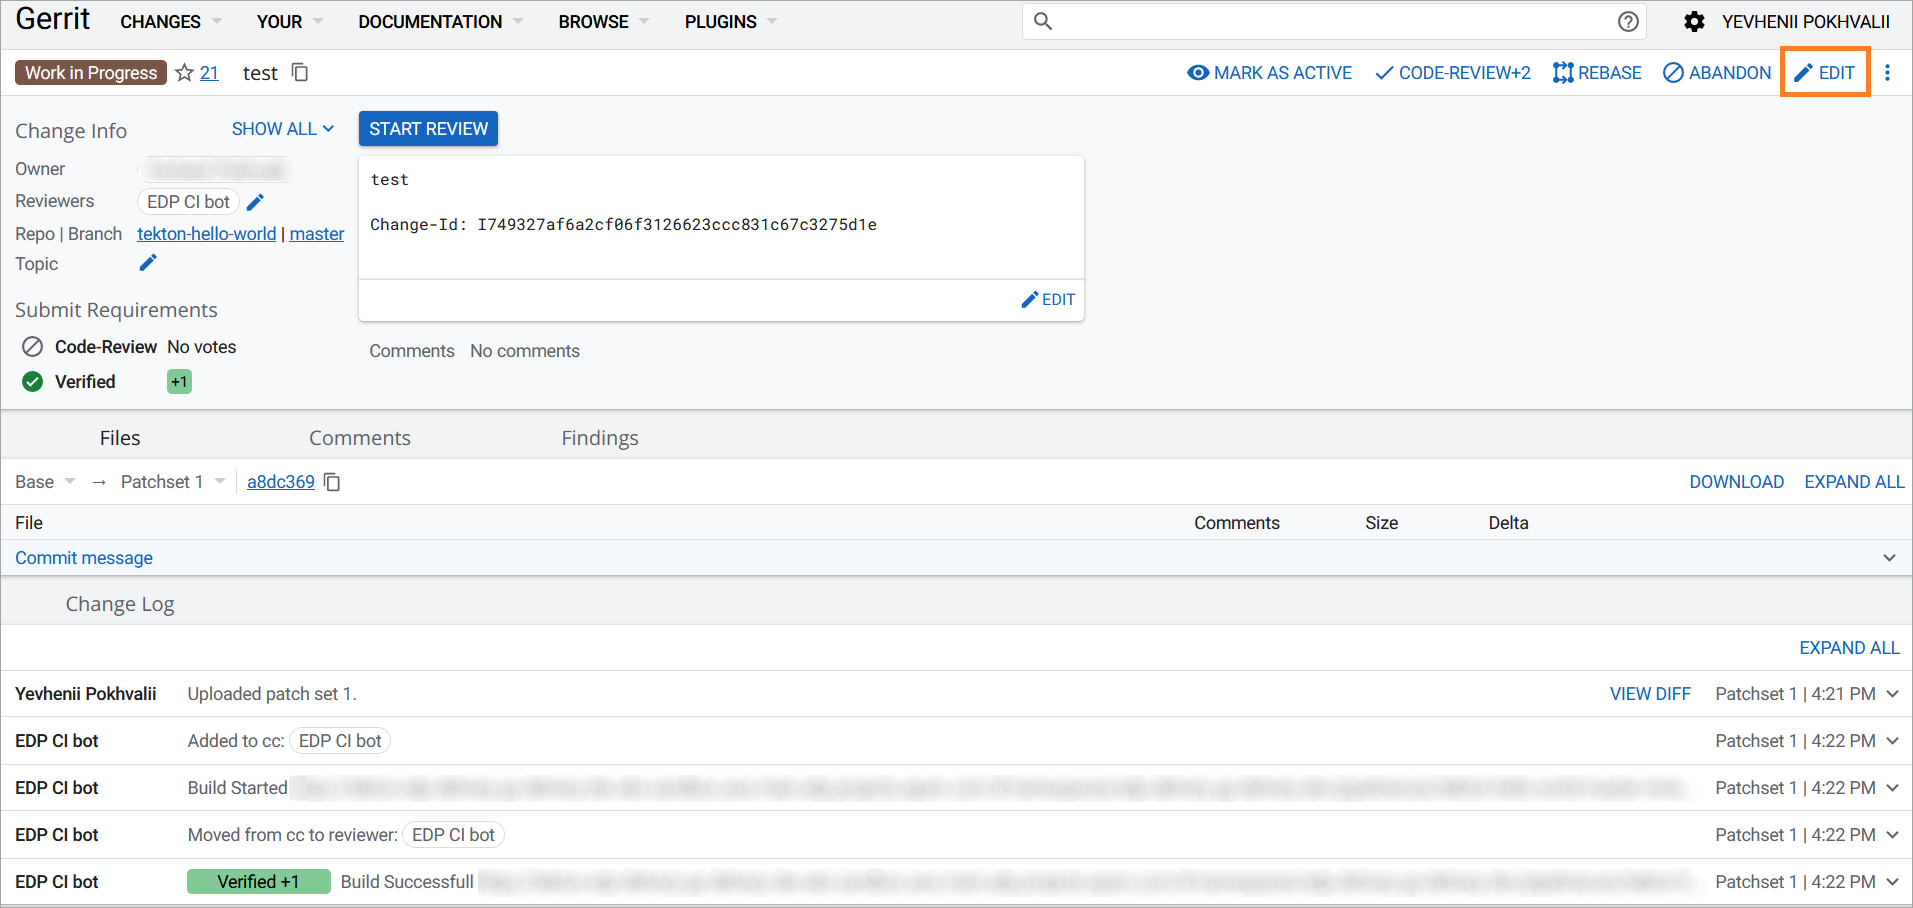 Gerrit CHANGES YOUR DOCUMENTATION BROWSE PLUGINS YEVHENII POKHVALII
Work in Progress 21 test MARK AS ACTIVE CODE-REVIEW+2 REBASE ABANDON EDIT
Change Info SHOW ALL START REVIEW
Owner
Reviewers EDP CI bot
Repo | Branch tekton-hello-world | master
Topic
test
Change-Id: I749327af6a2cf06f3126623ccc831c67c3275d1e
EDIT
Submit Requirements
Code-Review No votes
Verified +1
Comments No comments
Files Comments Findings
Base → Patchset 1 a8dc369 DOWNLOAD EXPAND ALL
File Comments Size Delta
Commit message
Change Log
EXPAND ALL
Yevhenii Pokhvalii Uploaded patch set 1. VIEW DIFF Patchset 1 | 4:21 PM
EDP CI bot Added to cc: EDP CI bot Patchset 1 | 4:22 PM
EDP CI bot Build Started Patchset 1 | 4:22 PM
EDP CI bot Moved from cc to reviewer: EDP CI bot Patchset 1 | 4:22 PM
EDP CI bot Verified +1 Build Successfull Patchset 1 | 4:22 PM